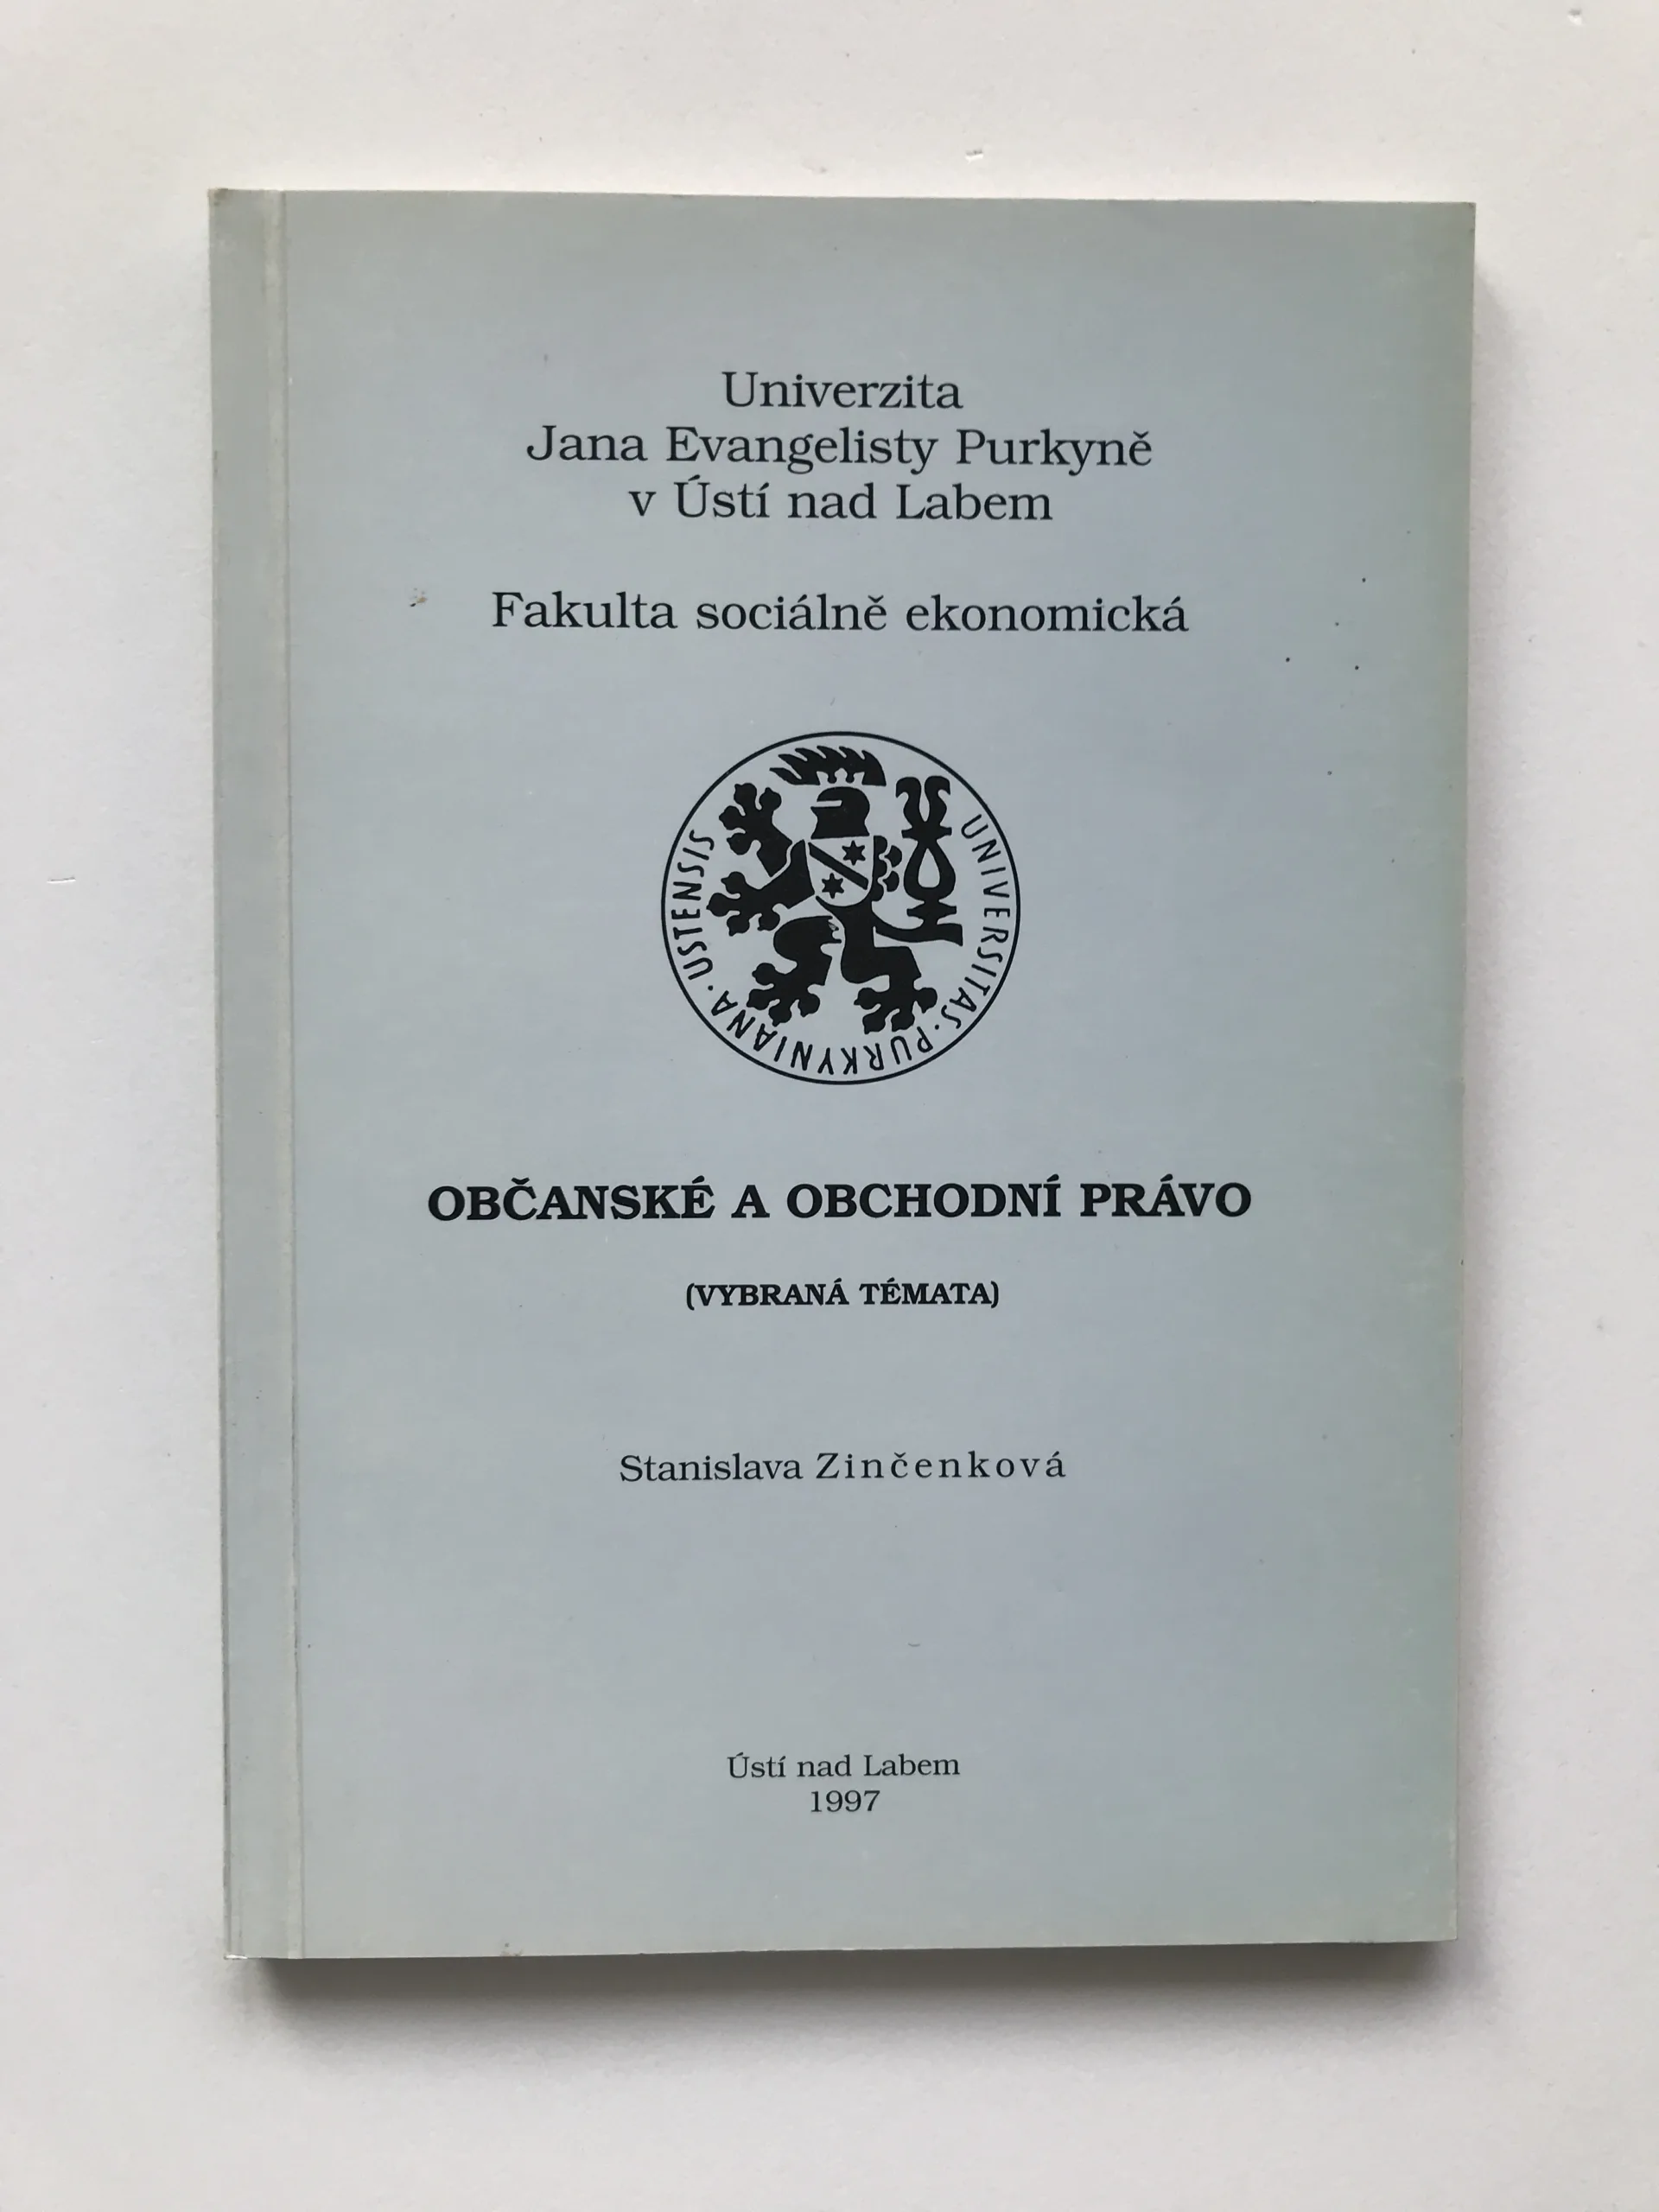 Univerzita
Jana Evangelisty Purkyně
v Ústí nad Labem
Fakulta sociálně ekonomická
UNIVERSITAS · PURKYNIANA · USTENSIS
OBČANSKÉ A OBCHODNÍ PRÁVO
(VYBRANÁ TÉMATA)
Stanislava Zinčenková
Ústí nad Labem
1997